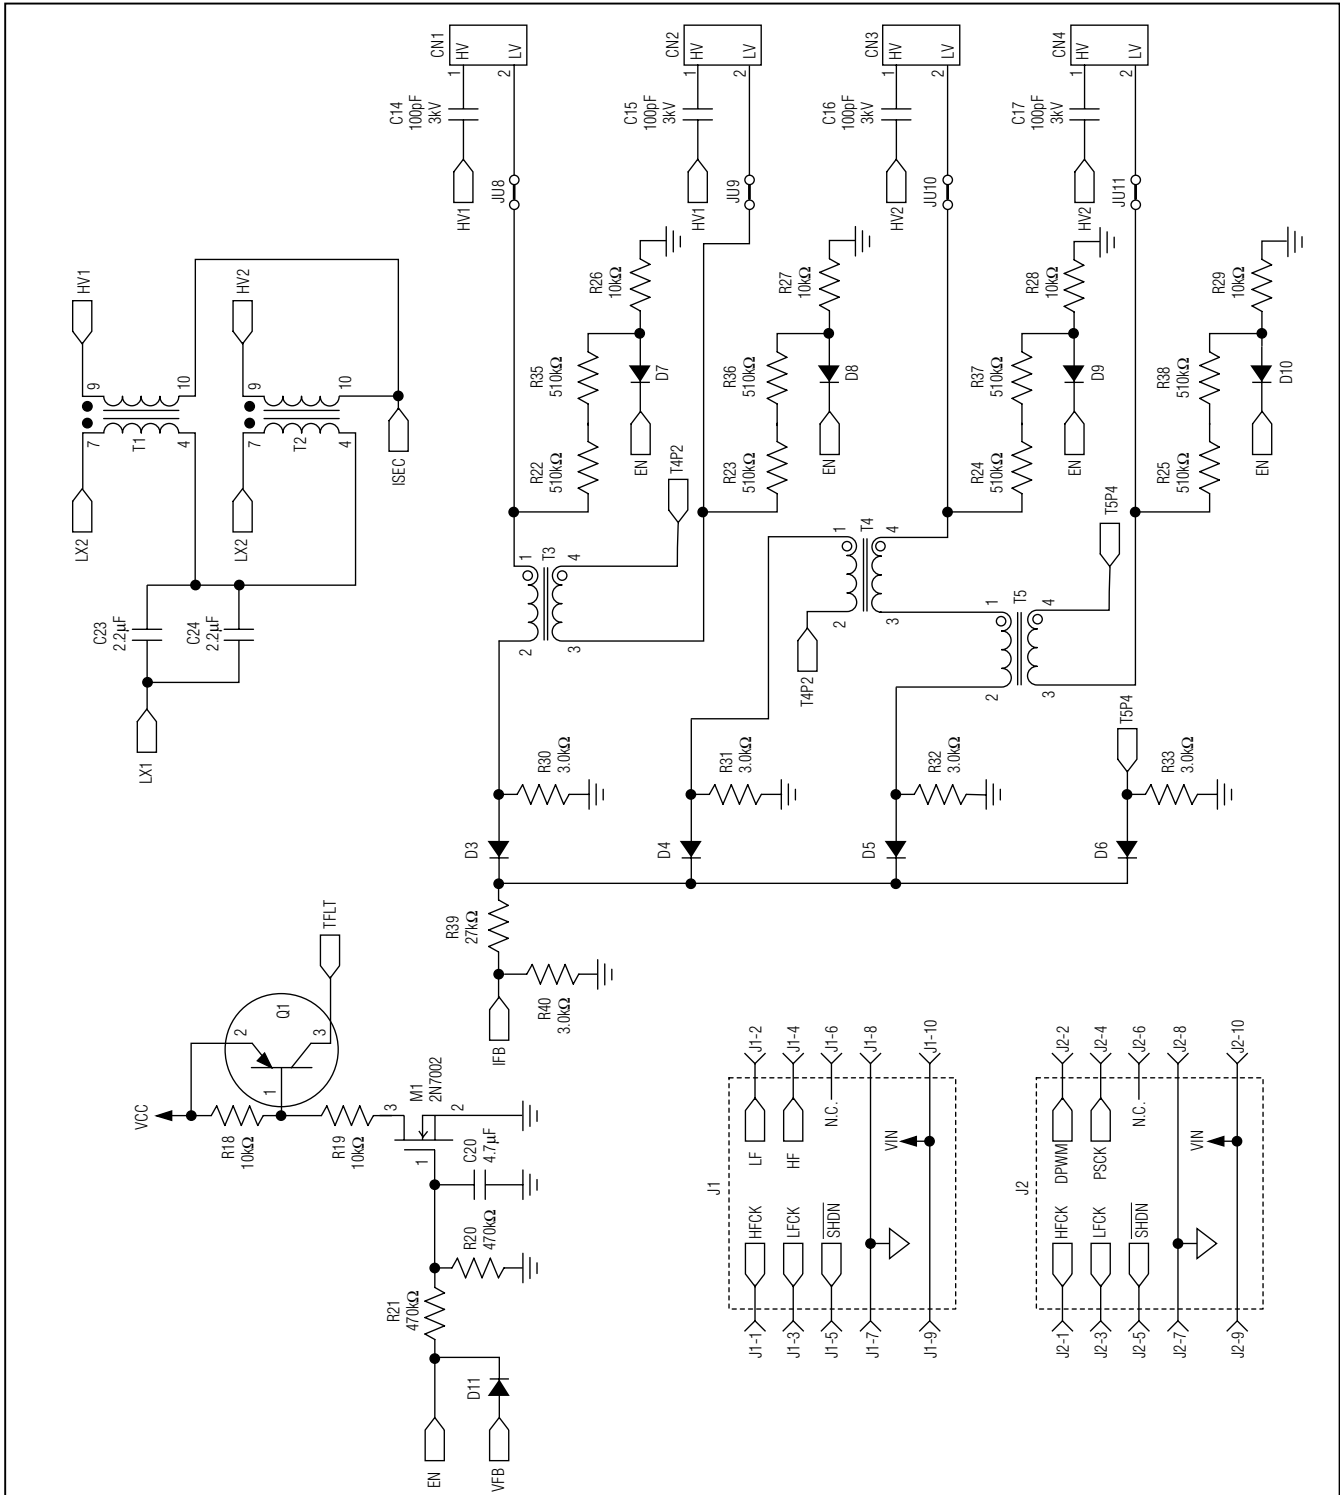 CN1
HV
LV
1
2
C14
100pF
3kV
HV1
JU8
CN2
HV
LV
1
2
C15
100pF
3kV
HV1
JU9
CN3
HV
LV
1
2
C16
100pF
3kV
HV2
JU10
CN4
HV
LV
1
2
C17
100pF
3kV
HV2
JU11
HV1
9
10
7
4
T1
LX2
HV2
9
10
7
4
T2
LX2
ISEC
C23
2.2μF
C24
2.2μF
LX1
R26
10kΩ
R35
510kΩ
R22
510kΩ
D7
EN
R27
10kΩ
R36
510kΩ
R23
510kΩ
D8
EN
R28
10kΩ
R37
510kΩ
R24
510kΩ
D9
EN
R29
10kΩ
R38
510kΩ
R25
510kΩ
D10
EN
T4P2
1
T3
4
2
3
1
T4
4
2
3
T4P2
1
T5
4
2
3
T5P4
T5P4
R30
3.0kΩ
R31
3.0kΩ
R32
3.0kΩ
R33
3.0kΩ
D3
D4
D5
D6
R39
27kΩ
R40
3.0kΩ
IFB
TFLT
Q1
2
3
1
VCC
R18
10kΩ
R19
10kΩ
3
M1
2N7002
2
1
C20
4.7μF
R20
470kΩ
R21
470kΩ
D11
EN
VFB
J1
J1-2
J1-4
J1-6
J1-8
J1-10
LF
HF
N.C.
VIN
HFCK
LFCK
SHDN
J1-1
J1-3
J1-5
J1-7
J1-9
J2
J2-2
J2-4
J2-6
J2-8
J2-10
DPWM
PSCK
N.C.
VIN
HFCK
LFCK
SHDN
J2-1
J2-3
J2-5
J2-7
J2-9